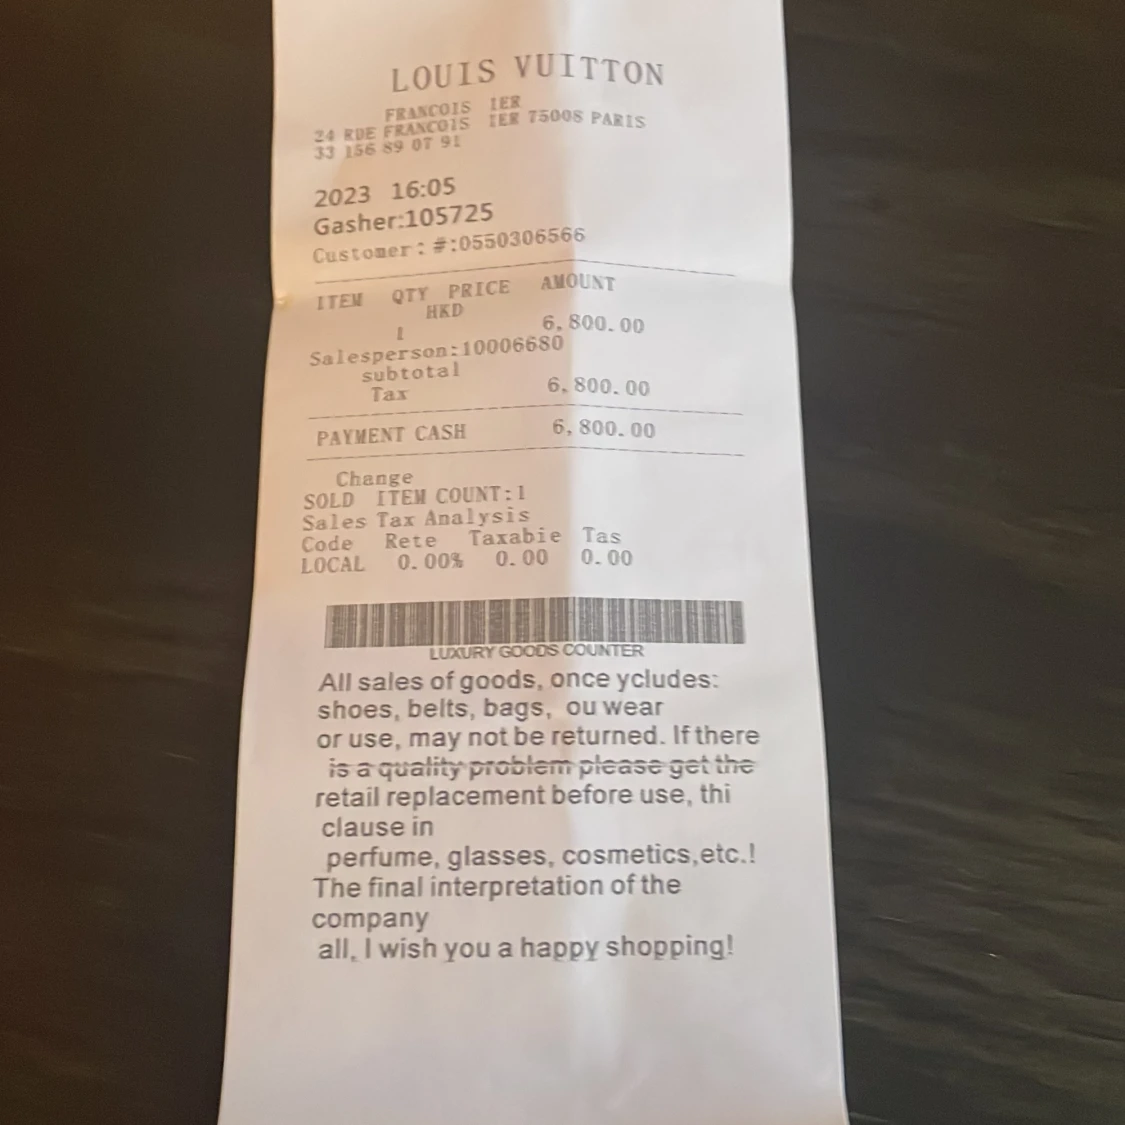 LOUIS VUITTON
FRANCOIS 1ER
24 RUE FRANCOIS 1ER 75008 PARIS
33 156 89 07 91
2023 16:05
Gasher:105725
Customer: #:0550306566
ITEM QTY PRICE AMOUNT
HKD
1 6,800.00
Salesperson:10006680
subtotal
Tax 6,800.00
PAYMENT CASH 6,800.00
Change
SOLD ITEM COUNT:1
Sales Tax Analysis
Code Rete Taxabie Tas
LOCAL 0.00% 0.00 0.00
LUXURY GOODS COUNTER
All sales of goods, once ycludes:
shoes, belts, bags, ou wear
or use, may not be returned. If there
is a quality problem please get the
retail replacement before use, thi
clause in
perfume, glasses, cosmetics,etc.!
The final interpretation of the
company
all, I wish you a happy shopping!